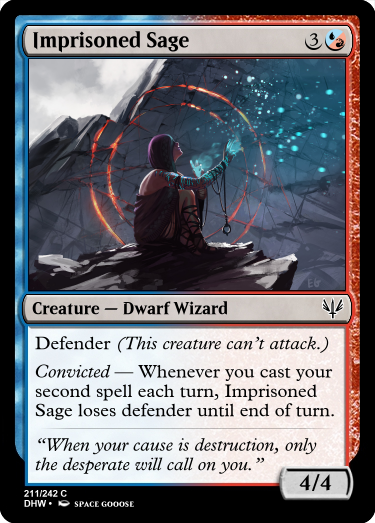 Imprisoned Sage 3
Creature — Dwarf Wizard
Defender (This creature can't attack.)
Convicted — Whenever you cast your
second spell each turn, Imprisoned
Sage loses defender until end of turn.
“When your cause is destruction, only
the desperate will call on you.”
4/4
211/242 C
DHW • SPACE GOOOSE